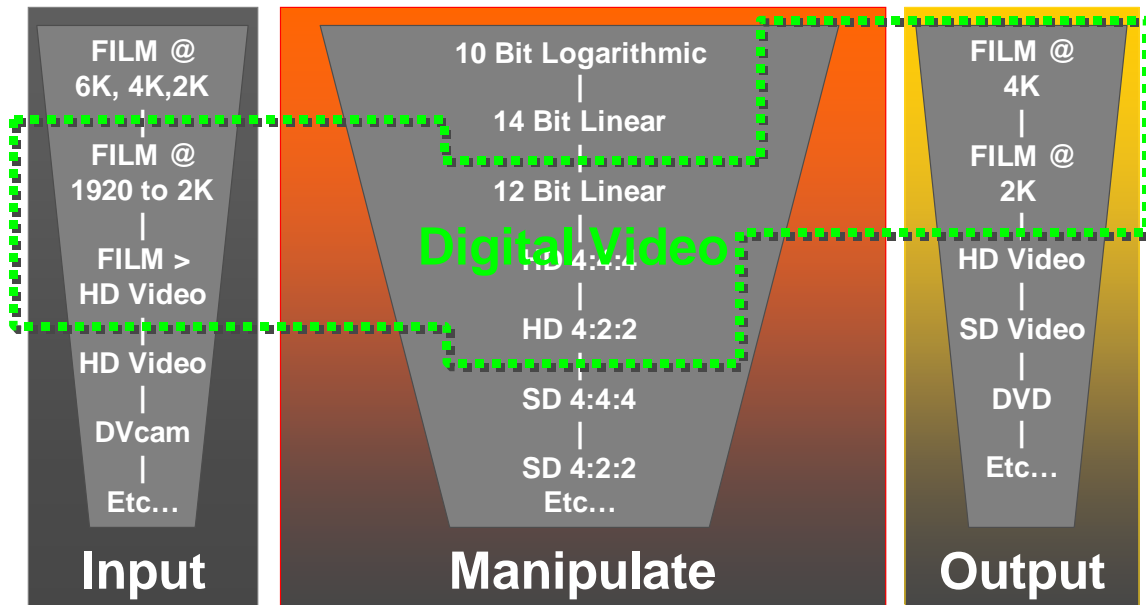 FILM @
6K, 4K,2K
FILM @
1920 to 2K
FILM >
HD Video
HD Video
DVcam
Etc…
Input
10 Bit Logarithmic
14 Bit Linear
12 Bit Linear
Digital Video
HD 4:4:4
HD 4:2:2
SD 4:4:4
SD 4:2:2
Etc…
Manipulate
FILM @
4K
FILM @
2K
HD Video
SD Video
DVD
Etc…
Output